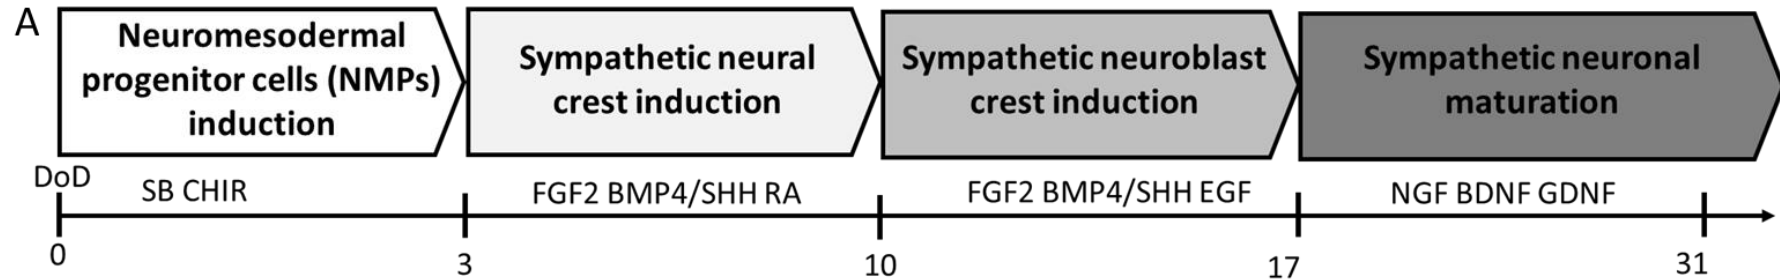 A
Neuromesodermal
progenitor cells (NMPs)
induction
Sympathetic neural
crest induction
Sympathetic neuroblast
crest induction
Sympathetic neuronal
maturation
DoD
SB CHIR
FGF2 BMP4/SHH RA
FGF2 BMP4/SHH EGF
NGF BDNF GDNF
0
3
10
17
31